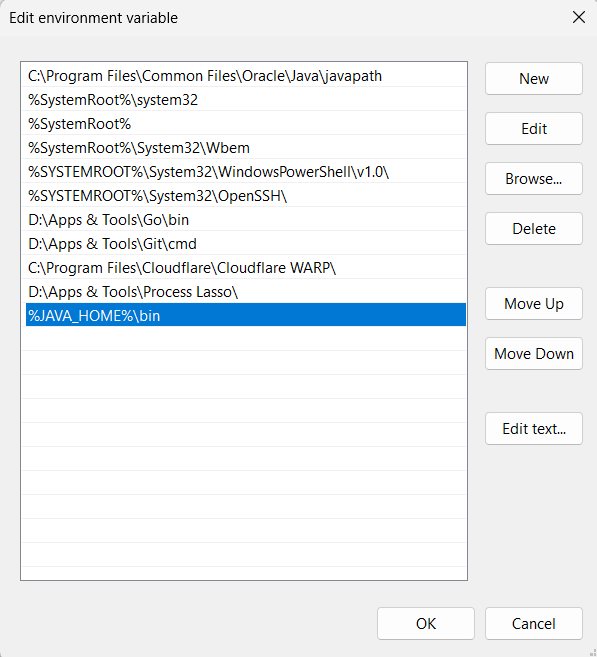 Edit environment variable
C:\Program Files\Common Files\Oracle\Java\javapath
%SystemRoot%\system32
%SystemRoot%
%SystemRoot%\System32\Wbem
%SYSTEMROOT%\System32\WindowsPowerShell\v1.0\
%SYSTEMROOT%\System32\OpenSSH\
D:\Apps & Tools\Go\bin
D:\Apps & Tools\Git\cmd
C:\Program Files\Cloudflare\Cloudflare WARP\
D:\Apps & Tools\Process Lasso\
%JAVA_HOME%\bin
New
Edit
Browse...
Delete
Move Up
Move Down
Edit text...
OK
Cancel